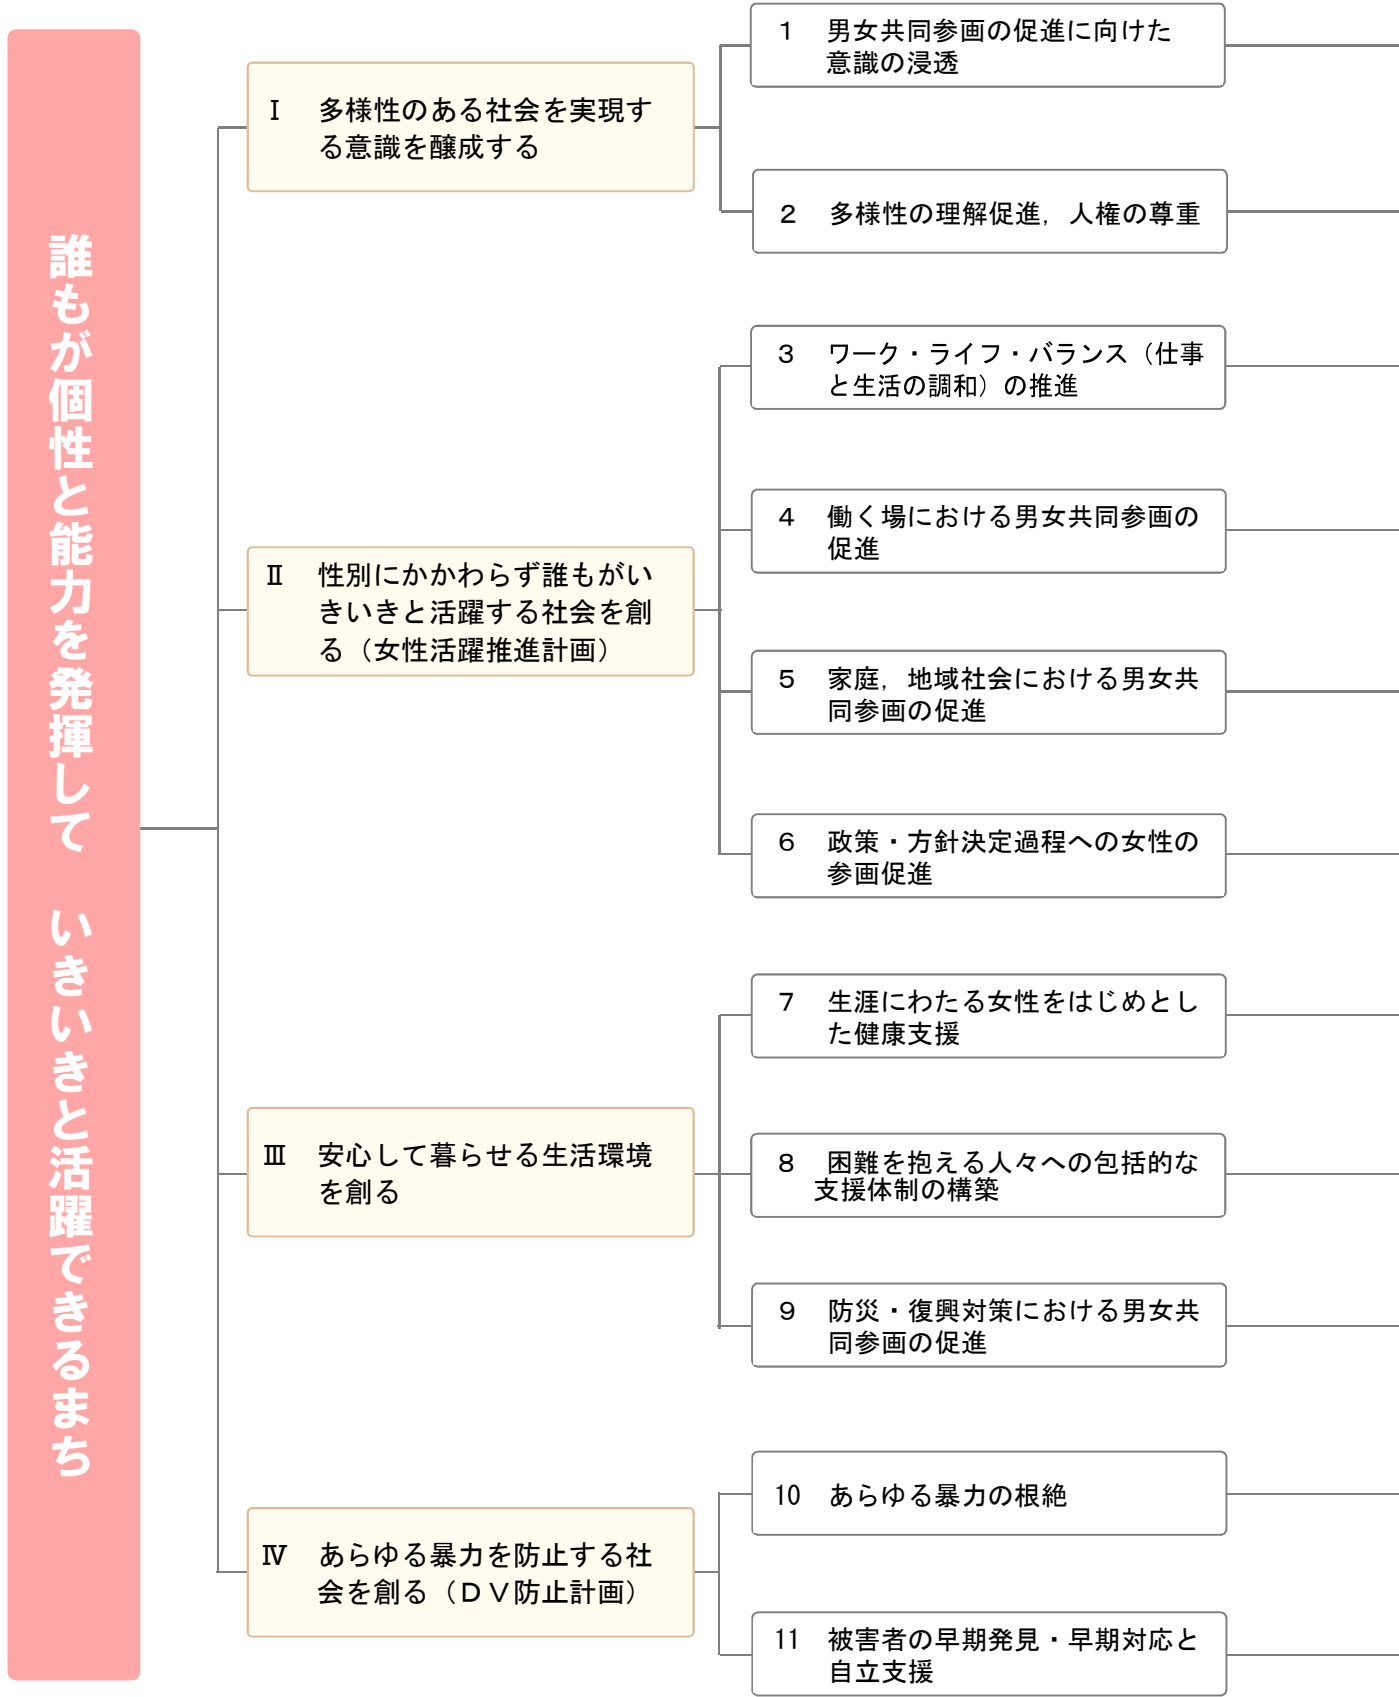 誰もが個性と能力を発揮して　いきいきと活躍できるまち
Ⅰ　多様性のある社会を実現す
る意識を醸成する
1　男女共同参画の促進に向けた
意識の浸透
2　多様性の理解促進，人権の尊重
Ⅱ　性別にかかわらず誰もがい
きいきと活躍する社会を創
る（女性活躍推進計画）
3　ワーク・ライフ・バランス（仕事
と生活の調和）の推進
4　働く場における男女共同参画の
促進
5　家庭，地域社会における男女共
同参画の促進
6　政策・方針決定過程への女性の
参画促進
Ⅲ　安心して暮らせる生活環境
を創る
7　生涯にわたる女性をはじめとし
た健康支援
8　困難を抱える人々への包括的な
支援体制の構築
9　防災・復興対策における男女共
同参画の促進
Ⅳ　あらゆる暴力を防止する社
会を創る（ＤＶ防止計画）
10　あらゆる暴力の根絶
11　被害者の早期発見・早期対応と
自立支援